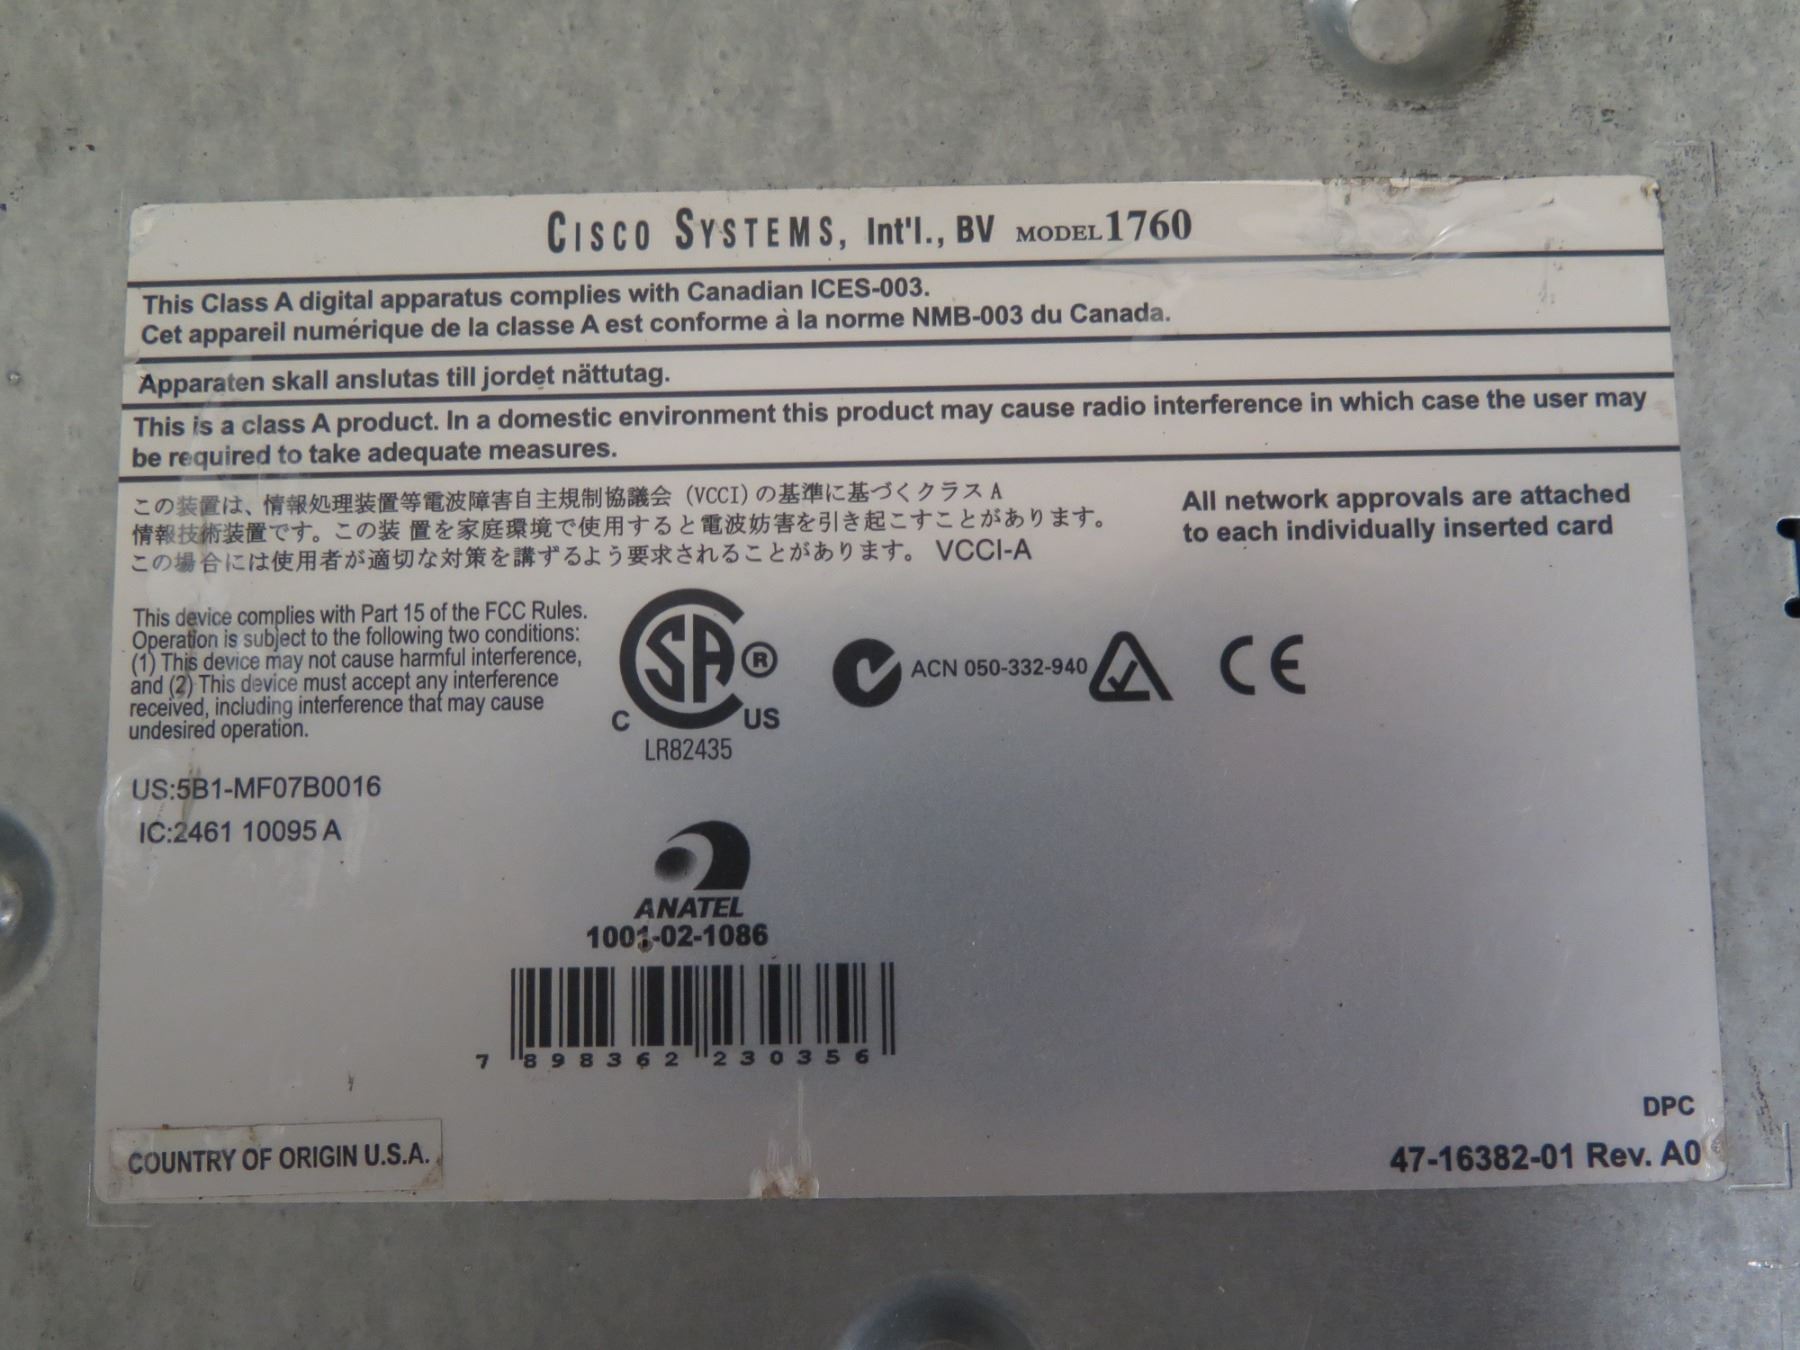 CISCO SYSTEMS, Int'l., BV MODEL 1760
This Class A digital apparatus complies with Canadian ICES-003.
Cet appareil numérique de la classe A est conforme à la norme NMB-003 du Canada.
Apparaten skall anslutas till jordet nättutag.
This is a class A product. In a domestic environment this product may cause radio interference in which case the user may
be required to take adequate measures.
この装置は、情報処理装置等電波障害自主規制協議会 (VCCI) の基準に基づくクラス A
情報技術装置です。この装 置を家庭環境で使用すると電波妨害を引き起こすことがあります。
この場合には使用者が適切な対策を講ずるよう要求されることがあります。 VCCI-A
All network approvals are attached
to each individually inserted card
This device complies with Part 15 of the FCC Rules.
Operation is subject to the following two conditions:
(1) This device may not cause harmful interference,
and (2) This device must accept any interference
received, including interference that may cause
undesired operation.
SA ®
C US
LR82435
ACN 050-332-940
CE
US:5B1-MF07B0016
IC:2461 10095 A
ANATEL
1001-02-1086
7 898362 230356
COUNTRY OF ORIGIN U.S.A.
DPC
47-16382-01 Rev. A0